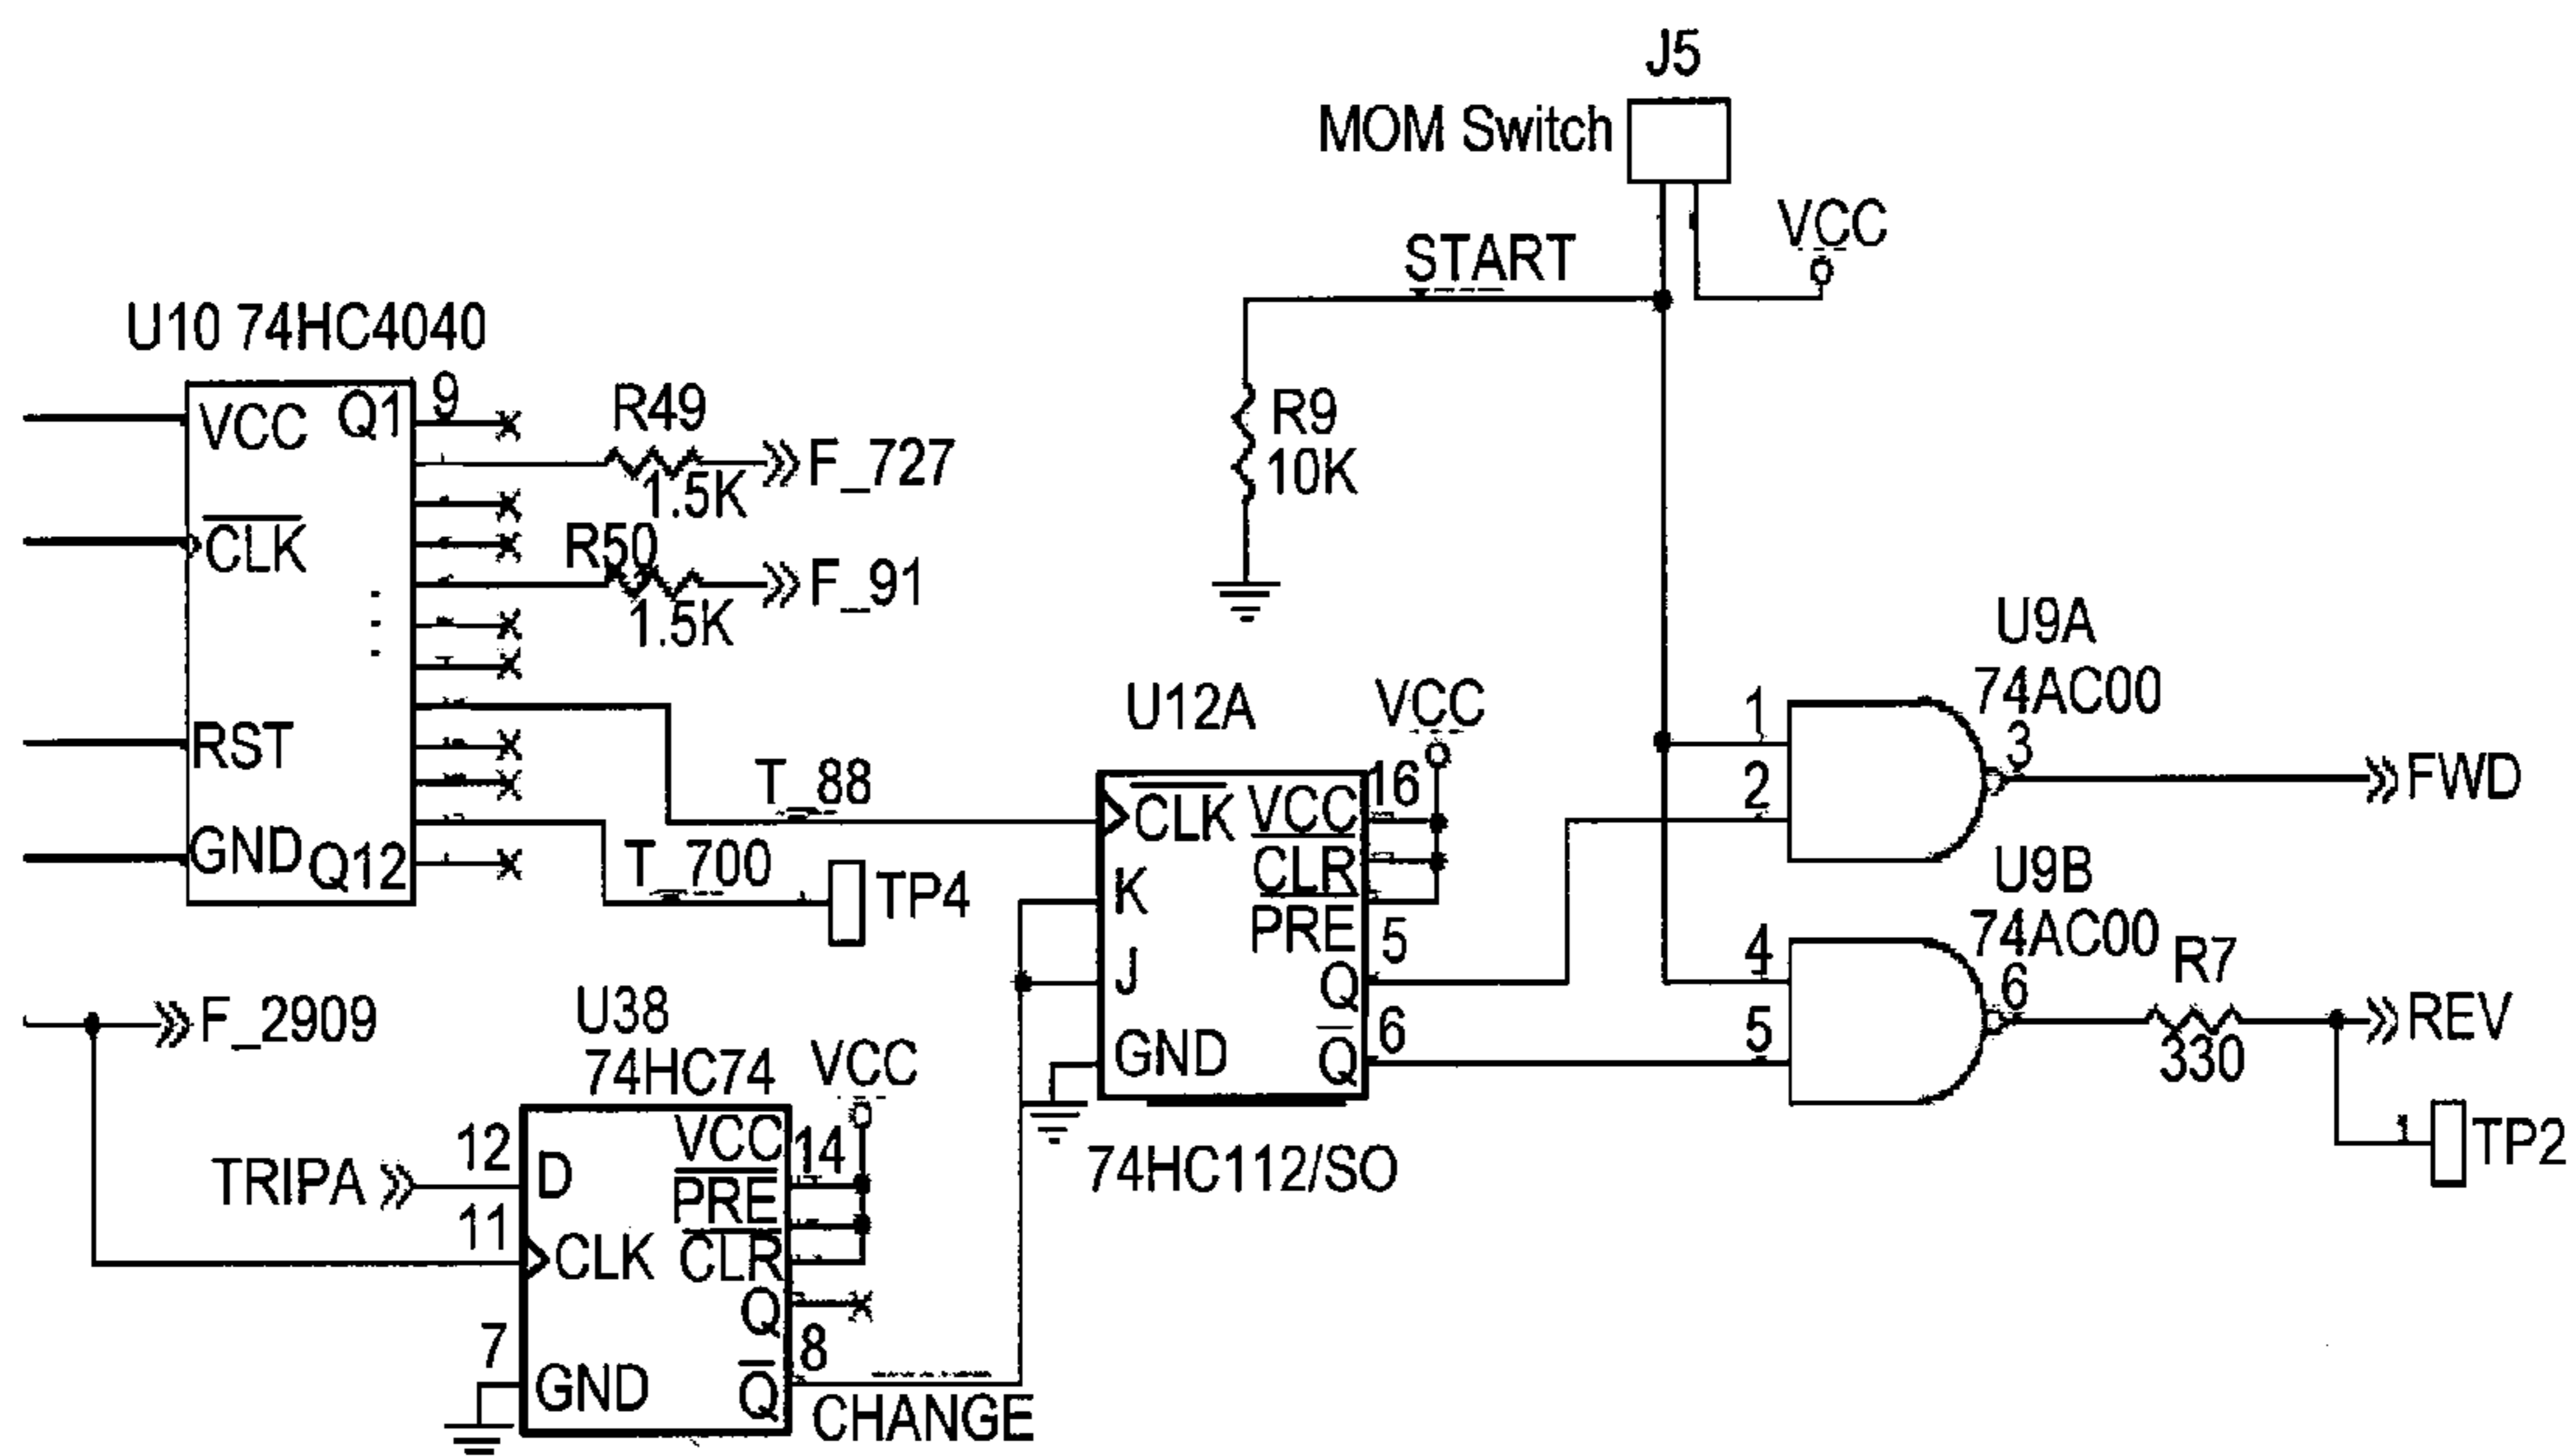 J5
MOM Switch
VCC
START
U10 74HC4040
VCC Q1 9
R49
F_727
1.5K
R9
10K
CLK
R50
F_91
1.5K
U9A
74AC00
1
2
3
FWD
RST
U12A
VCC
T_88
CLK VCC 16
CLR
K
PRE
5
J
Q
6
GND Q
74HC112/SO
GND Q12
T_700
TP4
U9B
74AC00
4
5
6
R7
330
REV
1
TP2
F_2909
U38
74HC74
VCC
VCC 14
12
TRIPA
D
PRE
11
CLK CLR
Q
7
8
GND Q
CHANGE